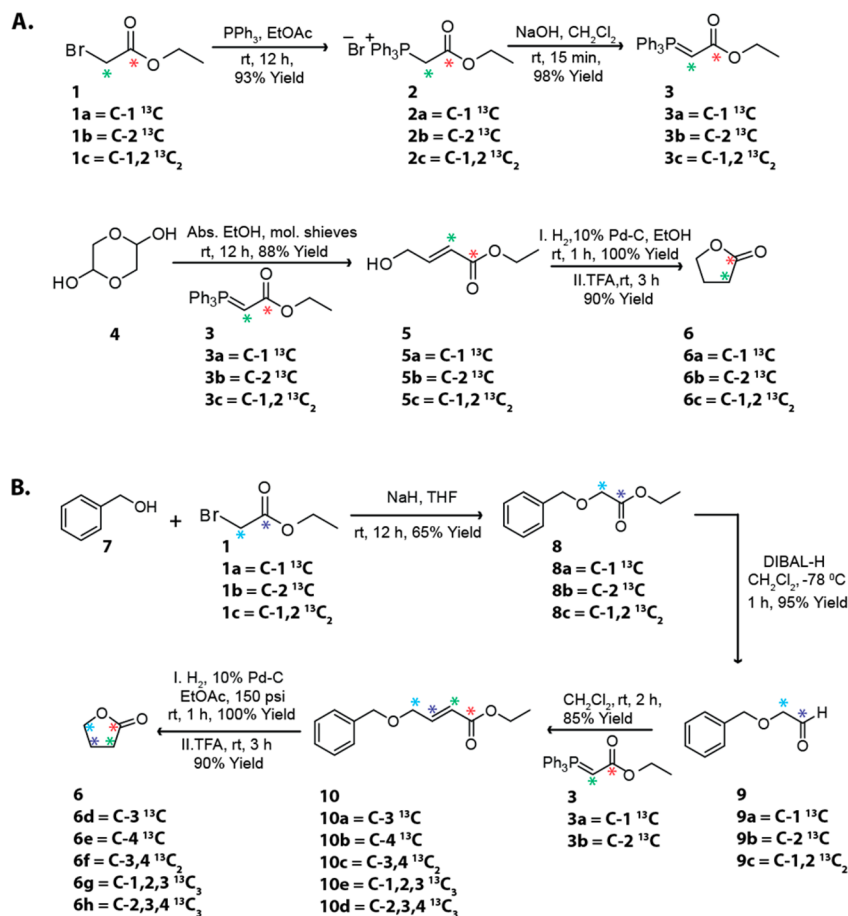 A.
Br
O
O
*
*
PPh3, EtOAc
rt, 12 h,
93% Yield
− +
Br Ph3P
O
O
*
*
NaOH, CH2Cl2
rt, 15 min,
98% Yield
Ph3P
O
O
*
*
1
1a = C-1 13C
1b = C-2 13C
1c = C-1,2 13C2
2
2a = C-1 13C
2b = C-2 13C
2c = C-1,2 13C2
3
3a = C-1 13C
3b = C-2 13C
3c = C-1,2 13C2
O
OH
HO
O
4
Abs. EtOH, mol. shieves
rt, 12 h, 88% Yield
Ph3P
O
O
*
*
3
3a = C-1 13C
3b = C-2 13C
3c = C-1,2 13C2
HO
*
*
O
O
5
5a = C-1 13C
5b = C-2 13C
5c = C-1,2 13C2
I. H2,10% Pd-C, EtOH
rt, 1 h, 100% Yield
II.TFA,rt, 3 h
90% Yield
O
O
*
*
6
6a = C-1 13C
6b = C-2 13C
6c = C-1,2 13C2
B.
OH
7
+
Br
O
O
*
*
1
1a = C-1 13C
1b = C-2 13C
1c = C-1,2 13C2
NaH, THF
rt, 12 h, 65% Yield
O
*
*
O
O
8
8a = C-1 13C
8b = C-2 13C
8c = C-1,2 13C2
DIBAL-H
CH2Cl2, -78 ⁰C
1 h, 95% Yield
O
*
*
H
O
9
9a = C-1 13C
9b = C-2 13C
9c = C-1,2 13C2
CH2Cl2, rt, 2 h,
85% Yield
Ph3P
O
O
*
*
3
3a = C-1 13C
3b = C-2 13C
O
*
*
*
*
O
O
10
10a = C-3 13C
10b = C-4 13C
10c = C-3,4 13C2
10e = C-1,2,3 13C3
10d = C-2,3,4 13C3
I. H2, 10% Pd-C
EtOAc, 150 psi
rt, 1 h, 100% Yield
II.TFA, rt, 3 h
90% Yield
O
O
*
*
*
*
6
6d = C-3 13C
6e = C-4 13C
6f = C-3,4 13C2
6g = C-1,2,3 13C3
6h = C-2,3,4 13C3